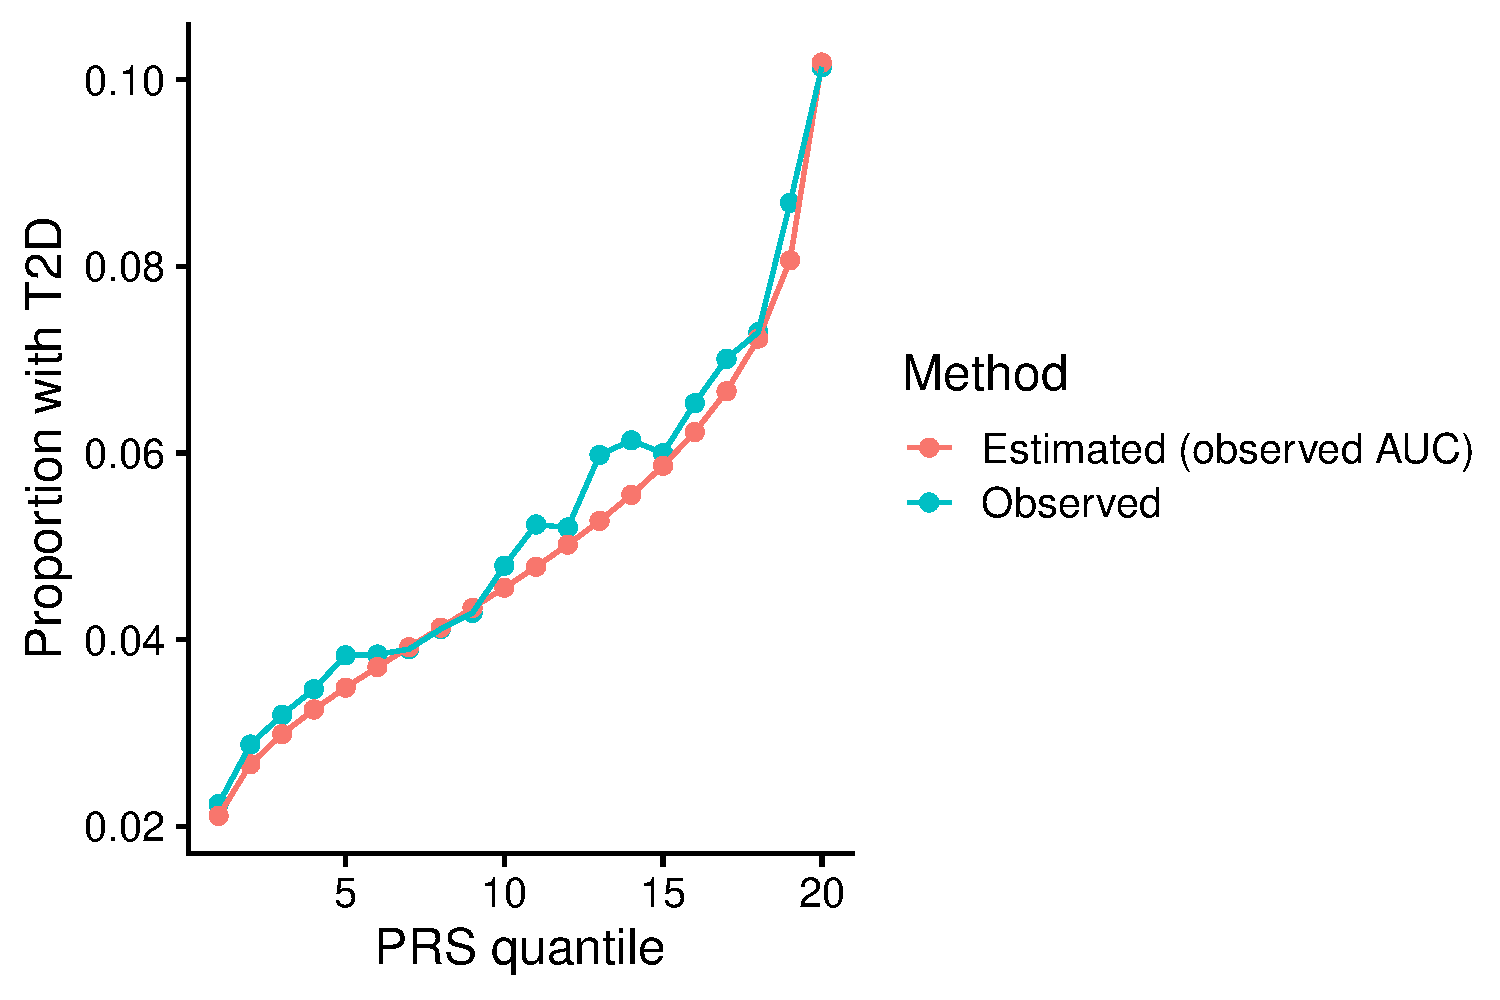 Proportion with T2D
0.10
0.08
0.06
0.04
0.02
5 10 15 20
PRS quantile
Method
Estimated (observed AUC)
Observed